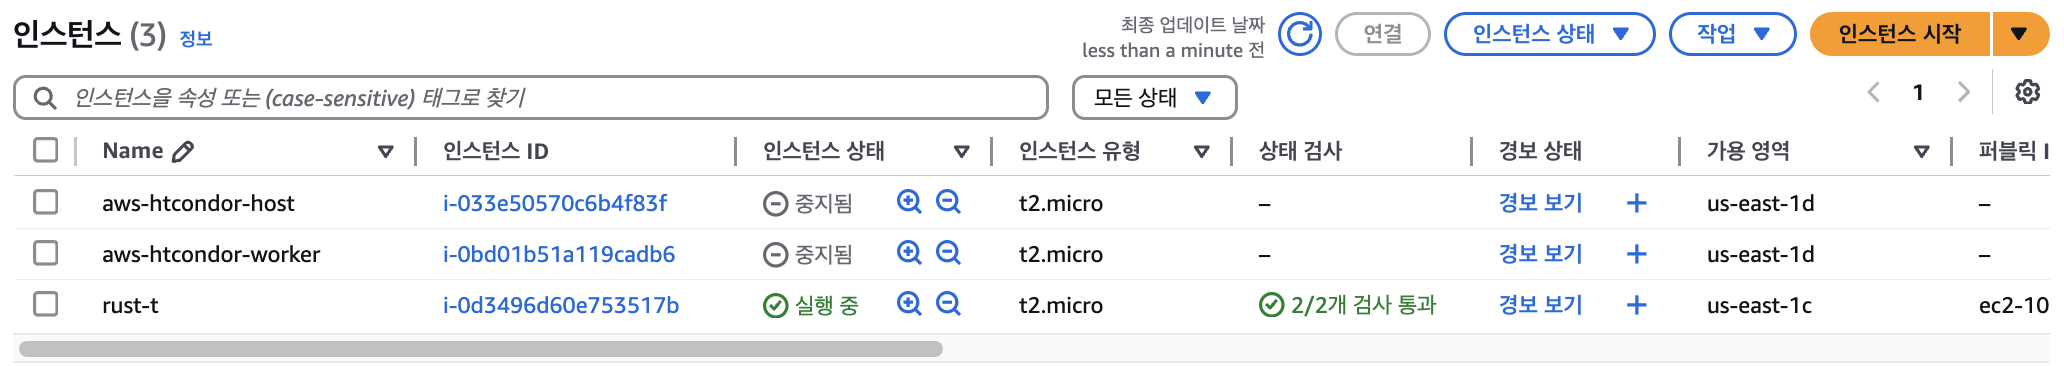 인스턴스 (3) 정보
최종 업데이트 날짜
less than a minute 전
연결
인스턴스 상태
작업
인스턴스 시작
인스턴스을 속성 또는 (case-sensitive) 태그로 찾기
모든 상태
1
Name 인스턴스 ID 인스턴스 상태 인스턴스 유형 상태 검사 경보 상태 가용 영역 퍼블릭 I
aws-htcondor-host i-033e50570c6b4f83f 중지됨 t2.micro – 경보 보기 + us-east-1d –
aws-htcondor-worker i-0bd01b51a119cadb6 중지됨 t2.micro – 경보 보기 + us-east-1d –
rust-t i-0d3496d60e753517b 실행 중 t2.micro 2/2개 검사 통과 경보 보기 + us-east-1c ec2-10